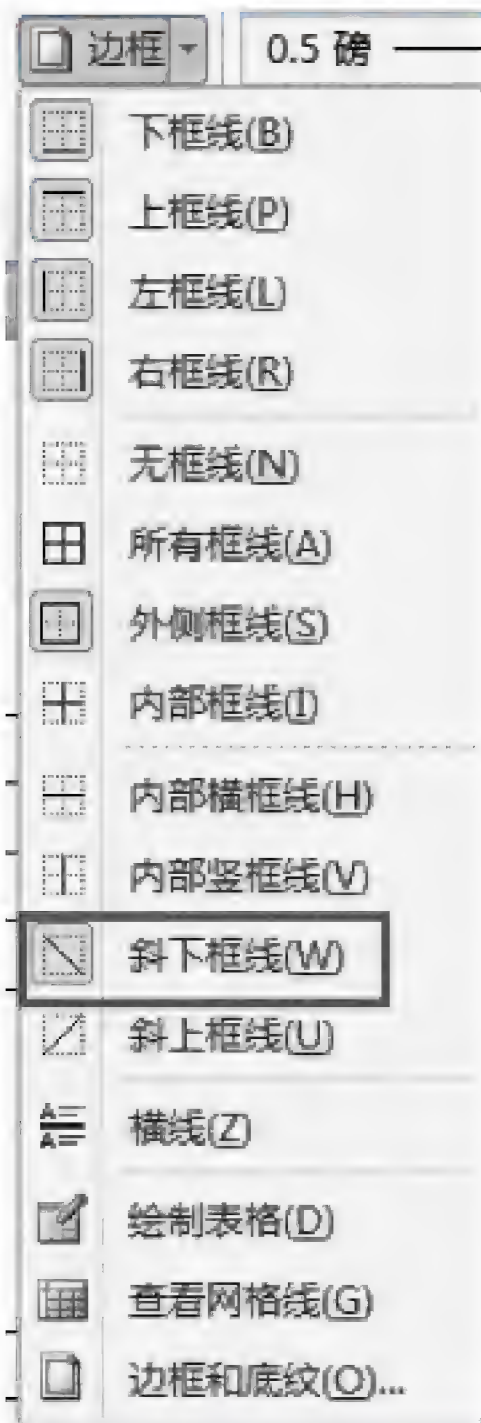 边框 0.5 磅
下框线(B)
上框线(P)
左框线(L)
右框线(R)
无框线(N)
所有框线(A)
外侧框线(S)
内部框线(I)
内部横框线(H)
内部竖框线(V)
斜下框线(W)
斜上框线(U)
横线(Z)
绘制表格(D)
查看网格线(G)
边框和底纹(O)...